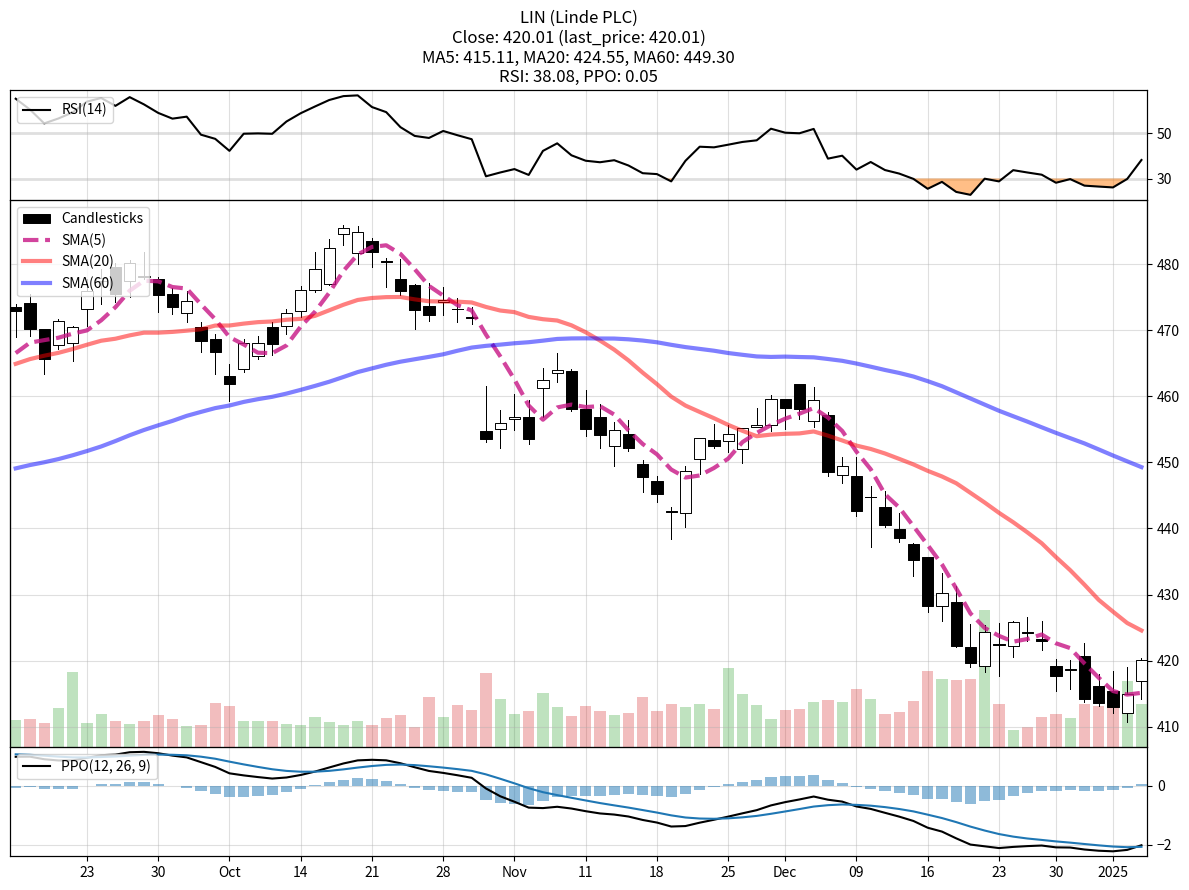 LIN (Linde PLC)
Close: 420.01 (last_price: 420.01)
MA5: 415.11, MA20: 424.55, MA60: 449.30
RSI: 38.08, PPO: 0.05
RSI(14)
50
30
Candlesticks
SMA(5)
SMA(20)
SMA(60)
480
470
460
450
440
430
420
410
PPO(12, 26, 9)
0
−2
23 30 Oct 14 21 28 Nov 11 18 25 Dec 09 16 23 30 2025